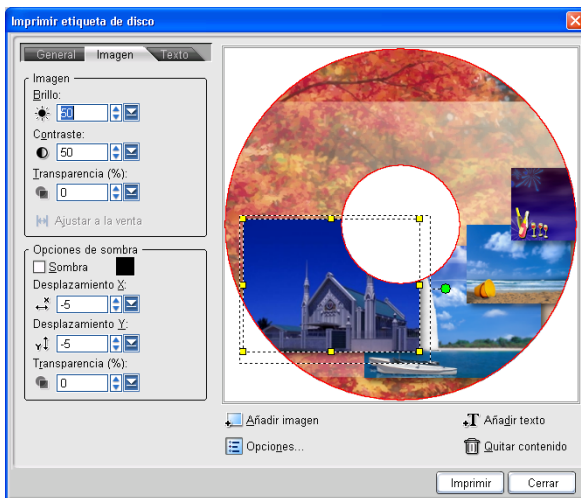 Imprimir etiqueta de disco
General Imagen Texto
Imagen
Brillo:
50
Contraste:
50
Transparencia (%):
0
Ajustar a la venta
Opciones de sombra
Sombra
Desplazamiento X:
X
-5
Desplazamiento Y:
Y
-5
Transparencia (%):
0
Añadir imagen
T Añadir texto
Opciones...
Quitar contenido
Imprimir
Cerrar